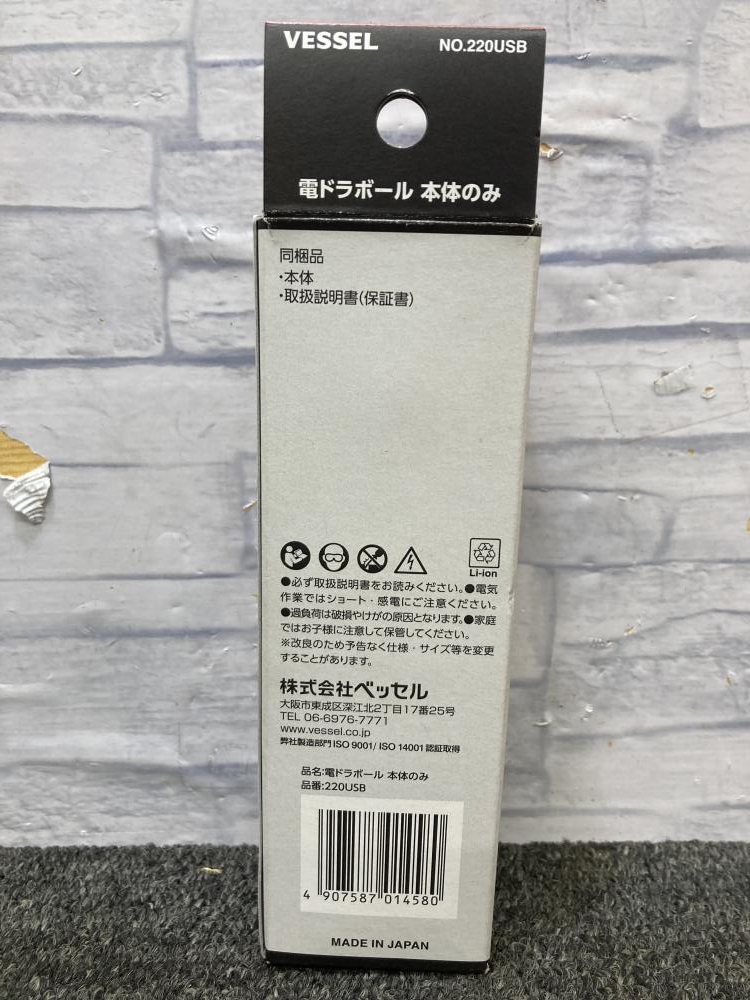 VESSEL NO.220USB
電ドラボール 本体のみ
同梱品
・本体
・取扱説明書(保証書)
Li-ion
●必ず取扱説明書をお読みください。●電気
作業ではショート・感電にご注意ください。
●過負荷は破損やけがの原因となります。●家庭
ではお子様に注意して保管してください。
※改良のため予告なく仕様・サイズ等を変更
することがあります。
株式会社ベッセル
大阪市東成区深江北2丁目17番25号
TEL 06-6976-7771
www.vessel.co.jp
弊社製造部門 ISO 9001/ ISO 14001 認証取得
品名:電ドラボール 本体のみ
品番:220USB
4 907587 014580
MADE IN JAPAN